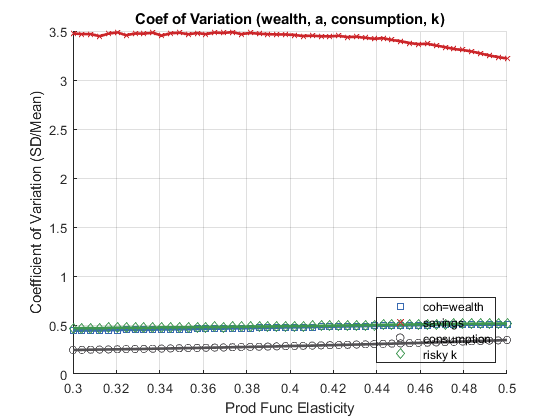 Coef of Variation (wealth, a, consumption, k)
3.5
3
2.5
2
1.5
1
0.5
0
Coefficient of Variation (SD/Mean)
coh=wealth
savings
consumption
risky k
0.3 0.32 0.34 0.36 0.38 0.4 0.42 0.44 0.46 0.48 0.5
Prod Func Elasticity